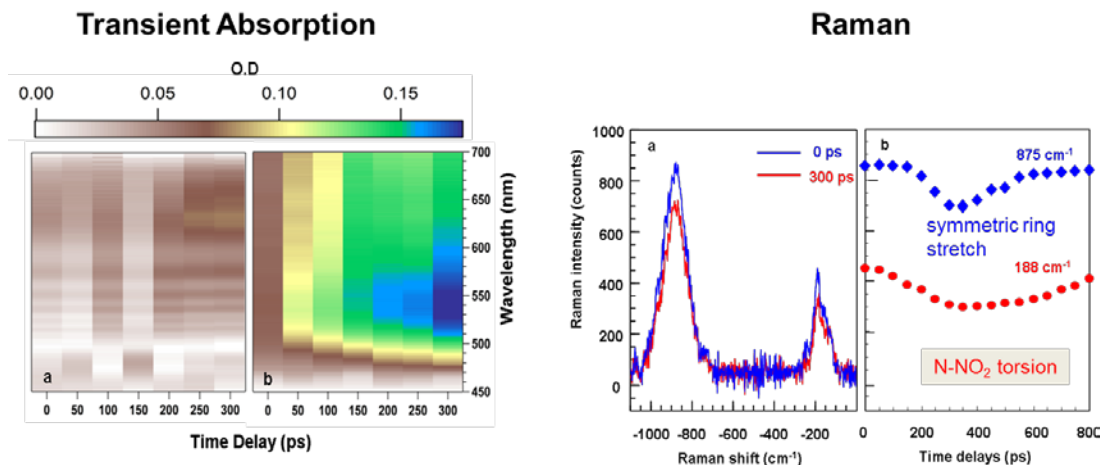 Transient Absorption
O.D
0.00 0.05 0.10 0.15
a
b
700
650
600
550
500
450
Wavelength (nm)
0 50 100 150 200 250 300
0 50 100 150 200 250 300
Time Delay (ps)
Raman
1000
800
600
400
200
0
Raman intensity (counts)
a
0 ps
300 ps
-1000 -800 -600 -400 -200
Raman shift (cm-1)
b
875 cm-1
symmetric ring
stretch
188 cm-1
N-NO2 torsion
0 200 400 600 800
Time delays (ps)